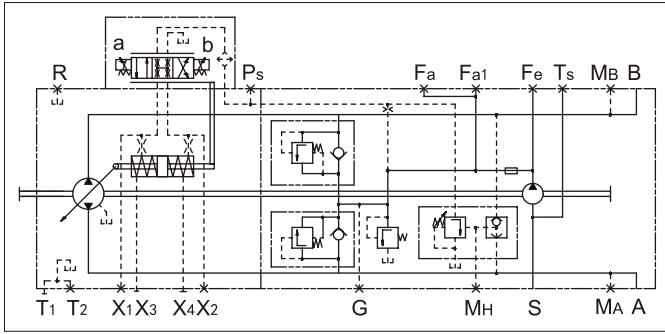 a b
R Ps Fa Fa1 Fe Ts MB B
T1 T2 X1 X3 X4 X2 G MH S MA A